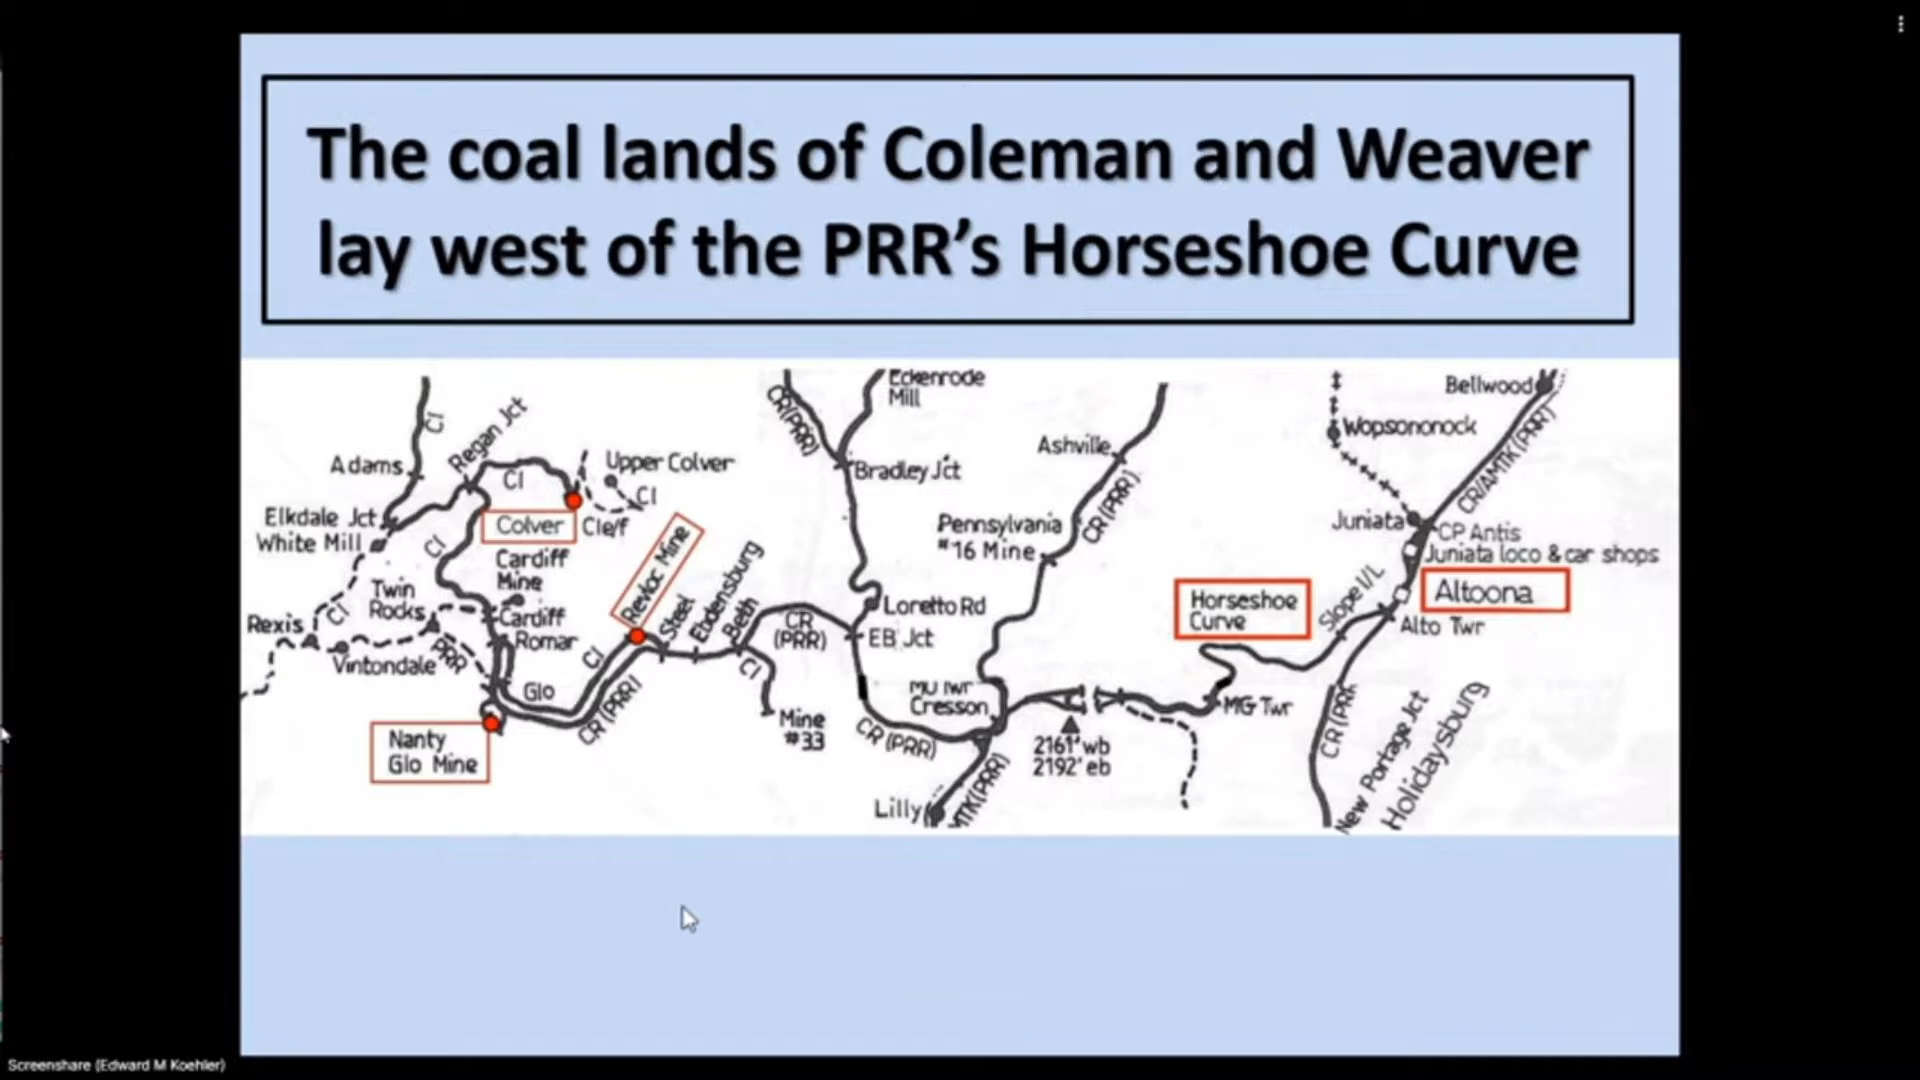 The coal lands of Coleman and Weaver
lay west of the PRR's Horseshoe Curve
CI
Adams
Regan Jct
CI
Upper Colver
CI
Elkdale Jct
White Mill
Colver
Cle/f
CI
Cardiff
Mine
Twin
Rocks
Cardiff
Rexis
CI
Romar
Vintondale
PRR
Glo
CI
CR (PRR)
Nanty
Glo Mine
Revloc Mine
Steel
Ebdensburg
Beth
CI
Mine
#33
CR
(PRR)
CR(PRR)
Eckenrode
Mill
Bradley Jct
Loretto Rd
EB Jct
CR (PRR)
Ashville
CR(PRR)
Pennsylvania
#16 Mine
Cresson
2161'wb
2192'eb
Lilly
MG Twr
Horseshoe
Curve
Slope I/L
Bellwood
Wopsononock
CR/AMTK(PRR)
Juniata
CP Antis
Juniata loco & car shops
Altoona
Alto Twr
New Portage Jct
Holidaysburg
Screenshare (Edward M Koehler)